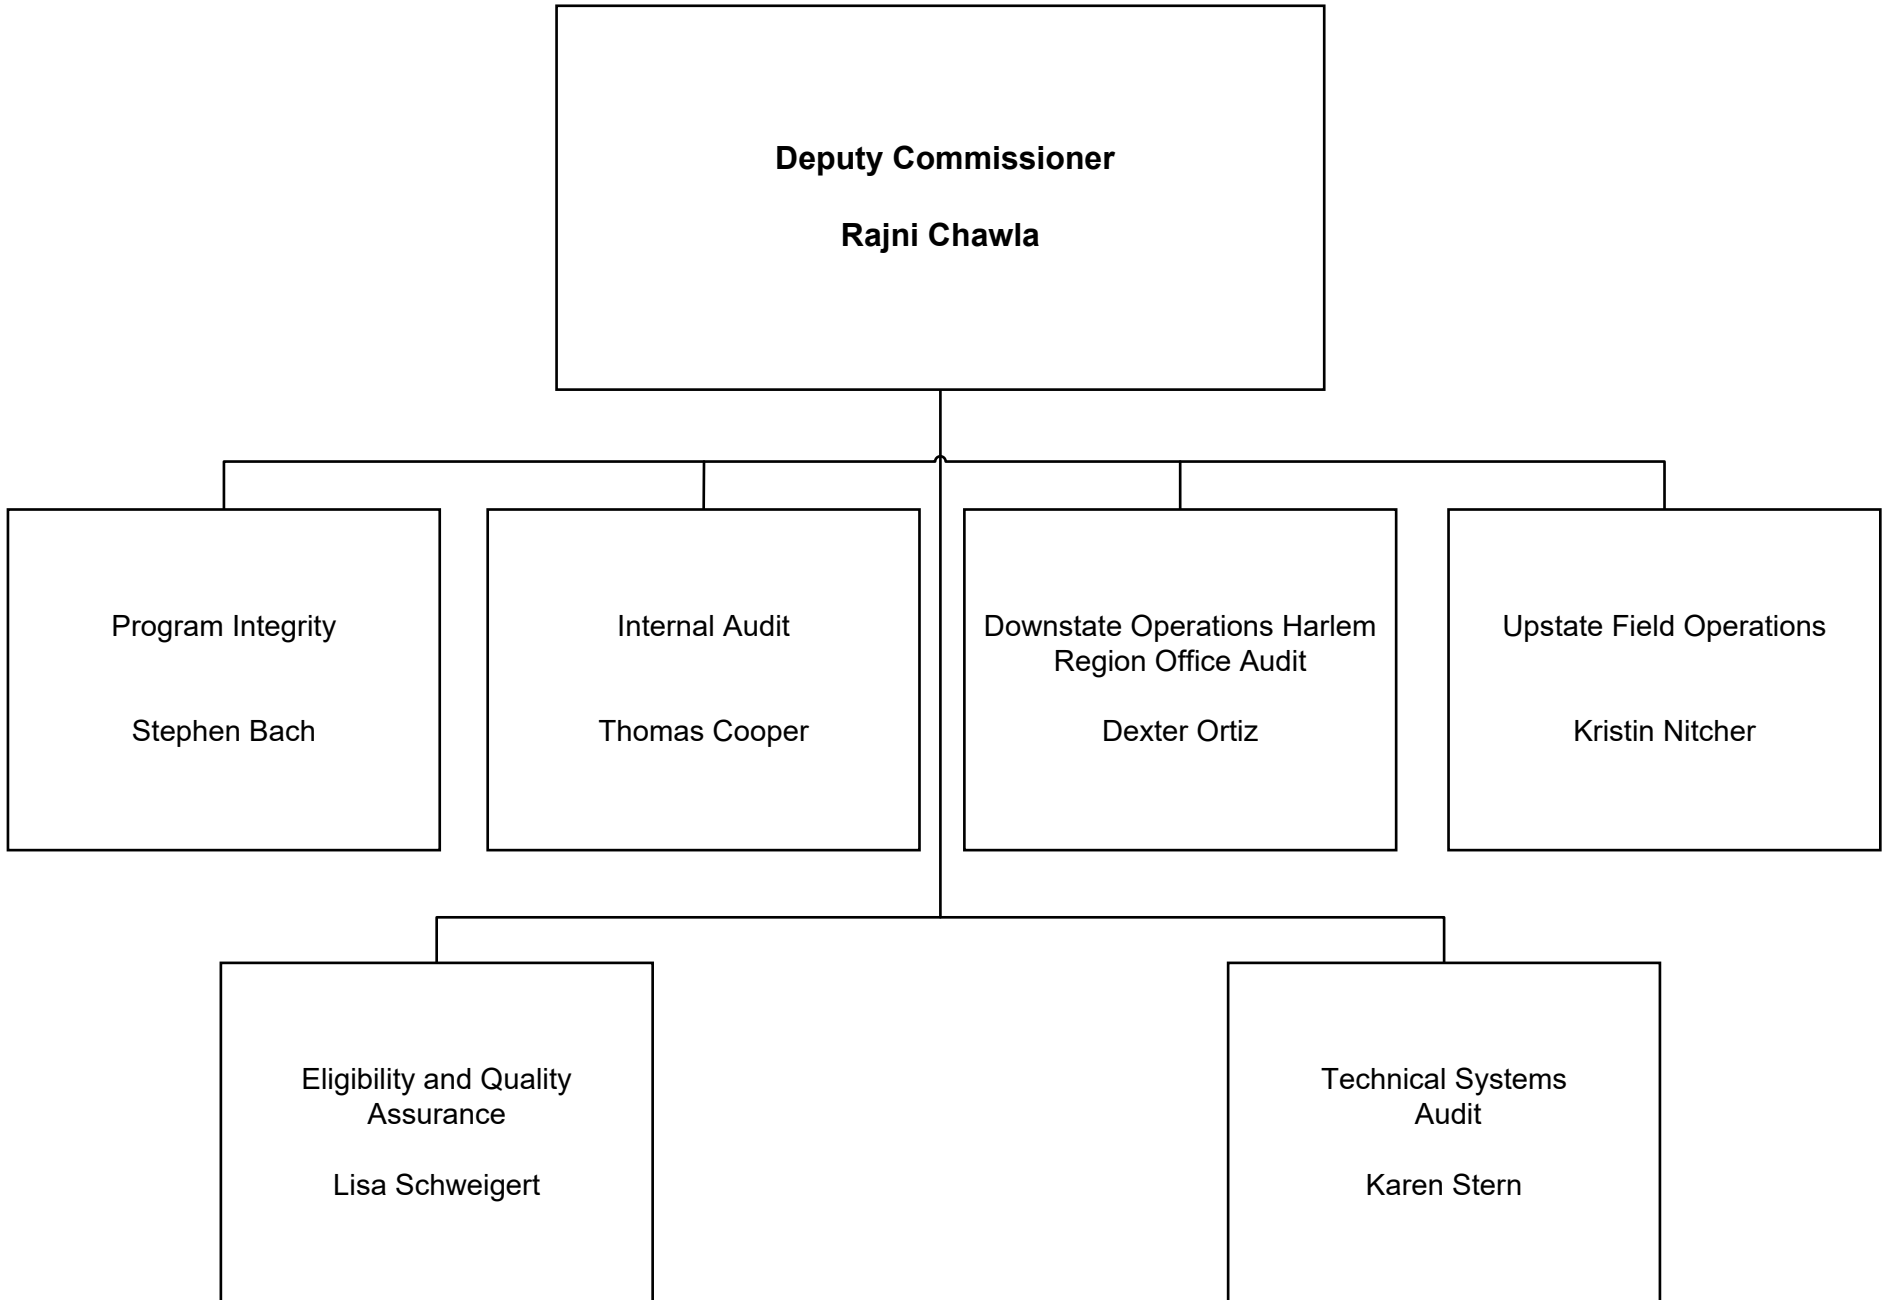 Deputy Commissioner
Rajni Chawla
Program Integrity
Stephen Bach
Internal Audit
Thomas Cooper
Downstate Operations Harlem
Region Office Audit
Dexter Ortiz
Upstate Field Operations
Kristin Nitcher
Eligibility and Quality
Assurance
Lisa Schweigert
Technical Systems
Audit
Karen Stern